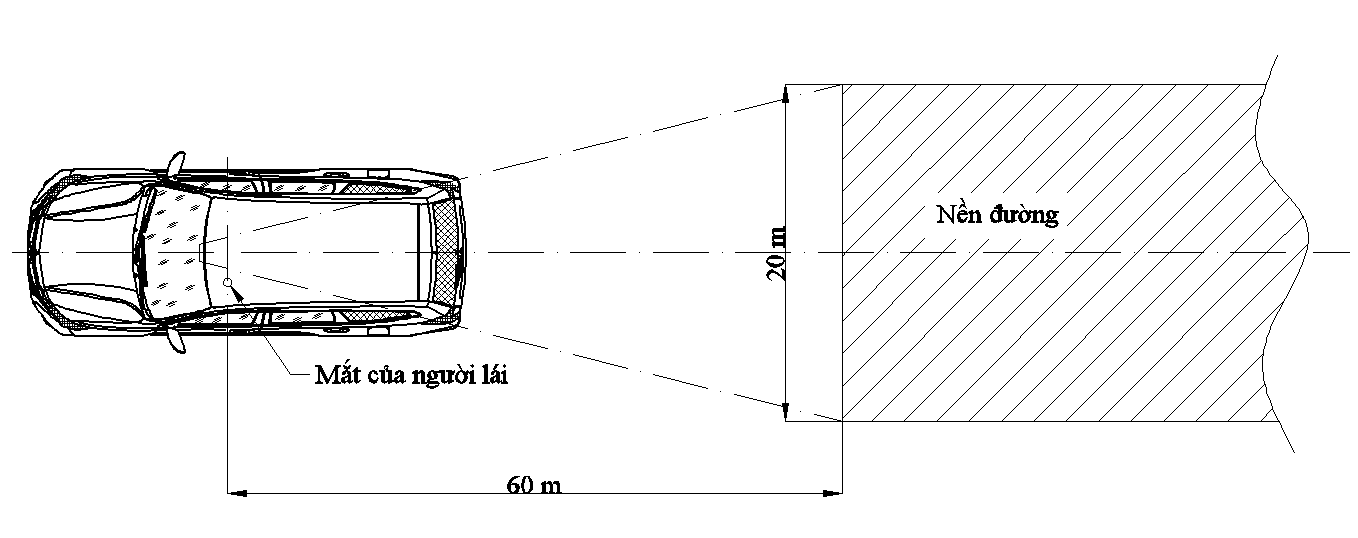 Nền đường
20 m
Mắt của người lái
60 m